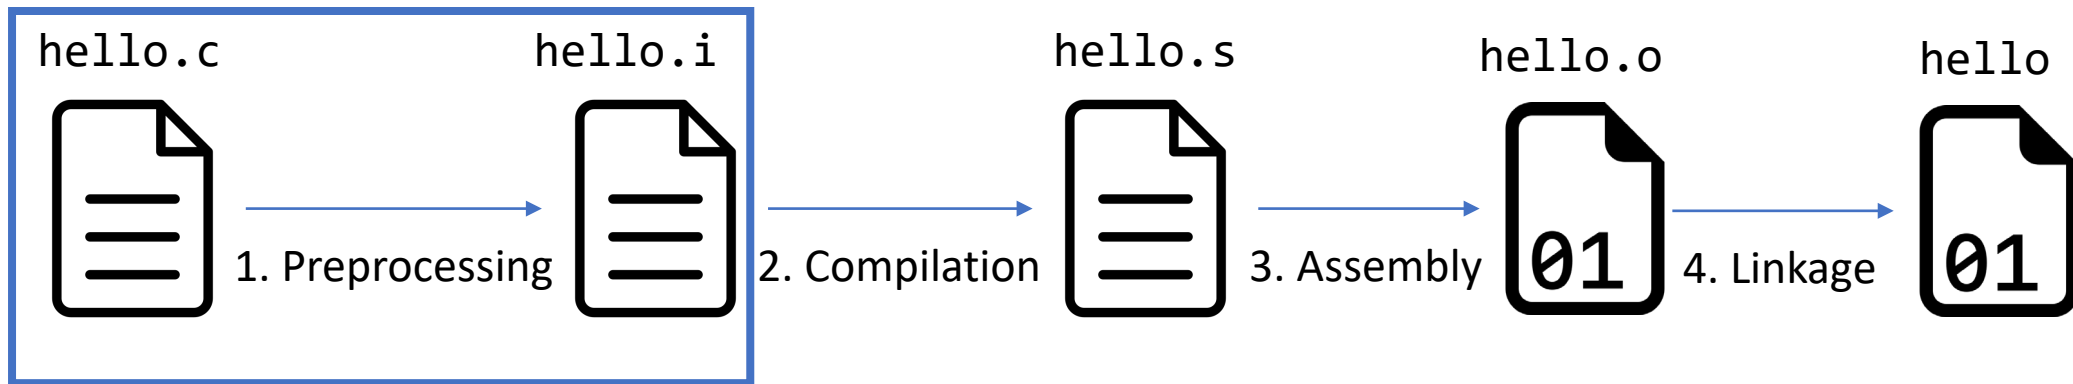 hello.c
hello.i
hello.s
hello.o
hello
1. Preprocessing
2. Compilation
3. Assembly
01
4. Linkage
01